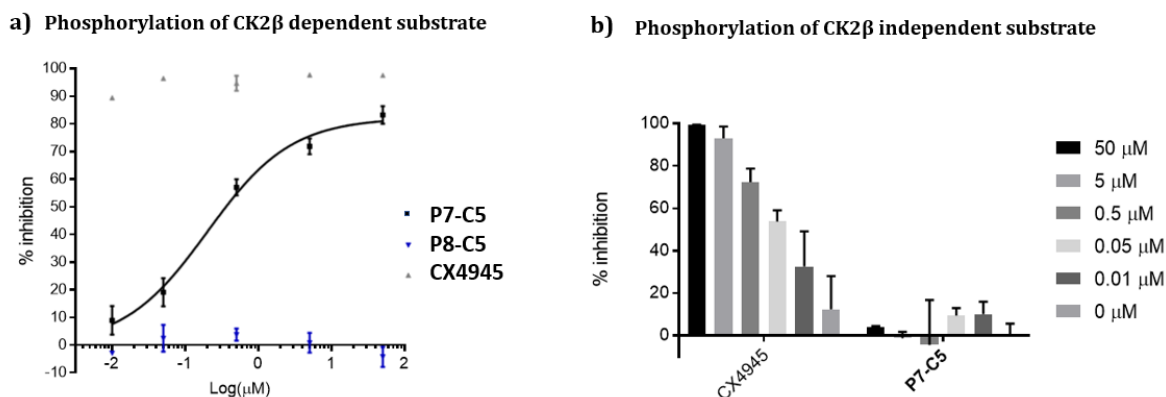 a) Phosphorylation of CK2β dependent substrate
100
90
80
70
60
50
40
30
20
10
0
-10
% inhibition
-2
-1
0
1
2
Log(μM)
P7-C5
P8-C5
CX4945
b) Phosphorylation of CK2β independent substrate
100
80
60
40
20
0
% inhibition
CX4945
P7-C5
50 μM
5 μM
0.5 μM
0.05 μM
0.01 μM
0 μM